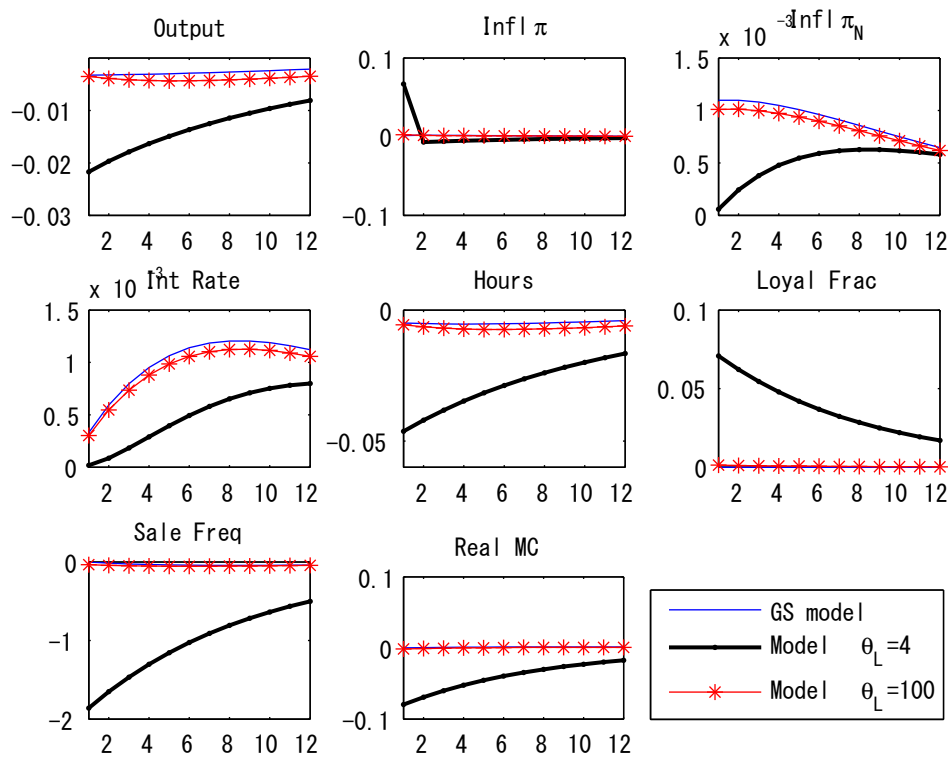 Output
-0.01
-0.02
-0.03
2 4 6 8 10 12
Infl π
0.1
0
-0.1
2 4 6 8 10 12
x 10⁻³ Infl π_N
1.5
1
0.5
0
2 4 6 8 10 12
x 10⁻³ Int Rate
1.5
1
0.5
0
2 4 6 8 10 12
Hours
0
-0.05
2 4 6 8 10 12
Loyal Frac
0.1
0.05
0
2 4 6 8 10 12
Sale Freq
0
-1
-2
2 4 6 8 10 12
Real MC
0.1
0
-0.1
2 4 6 8 10 12
GS model
Model θ_L=4
Model θ_L=100